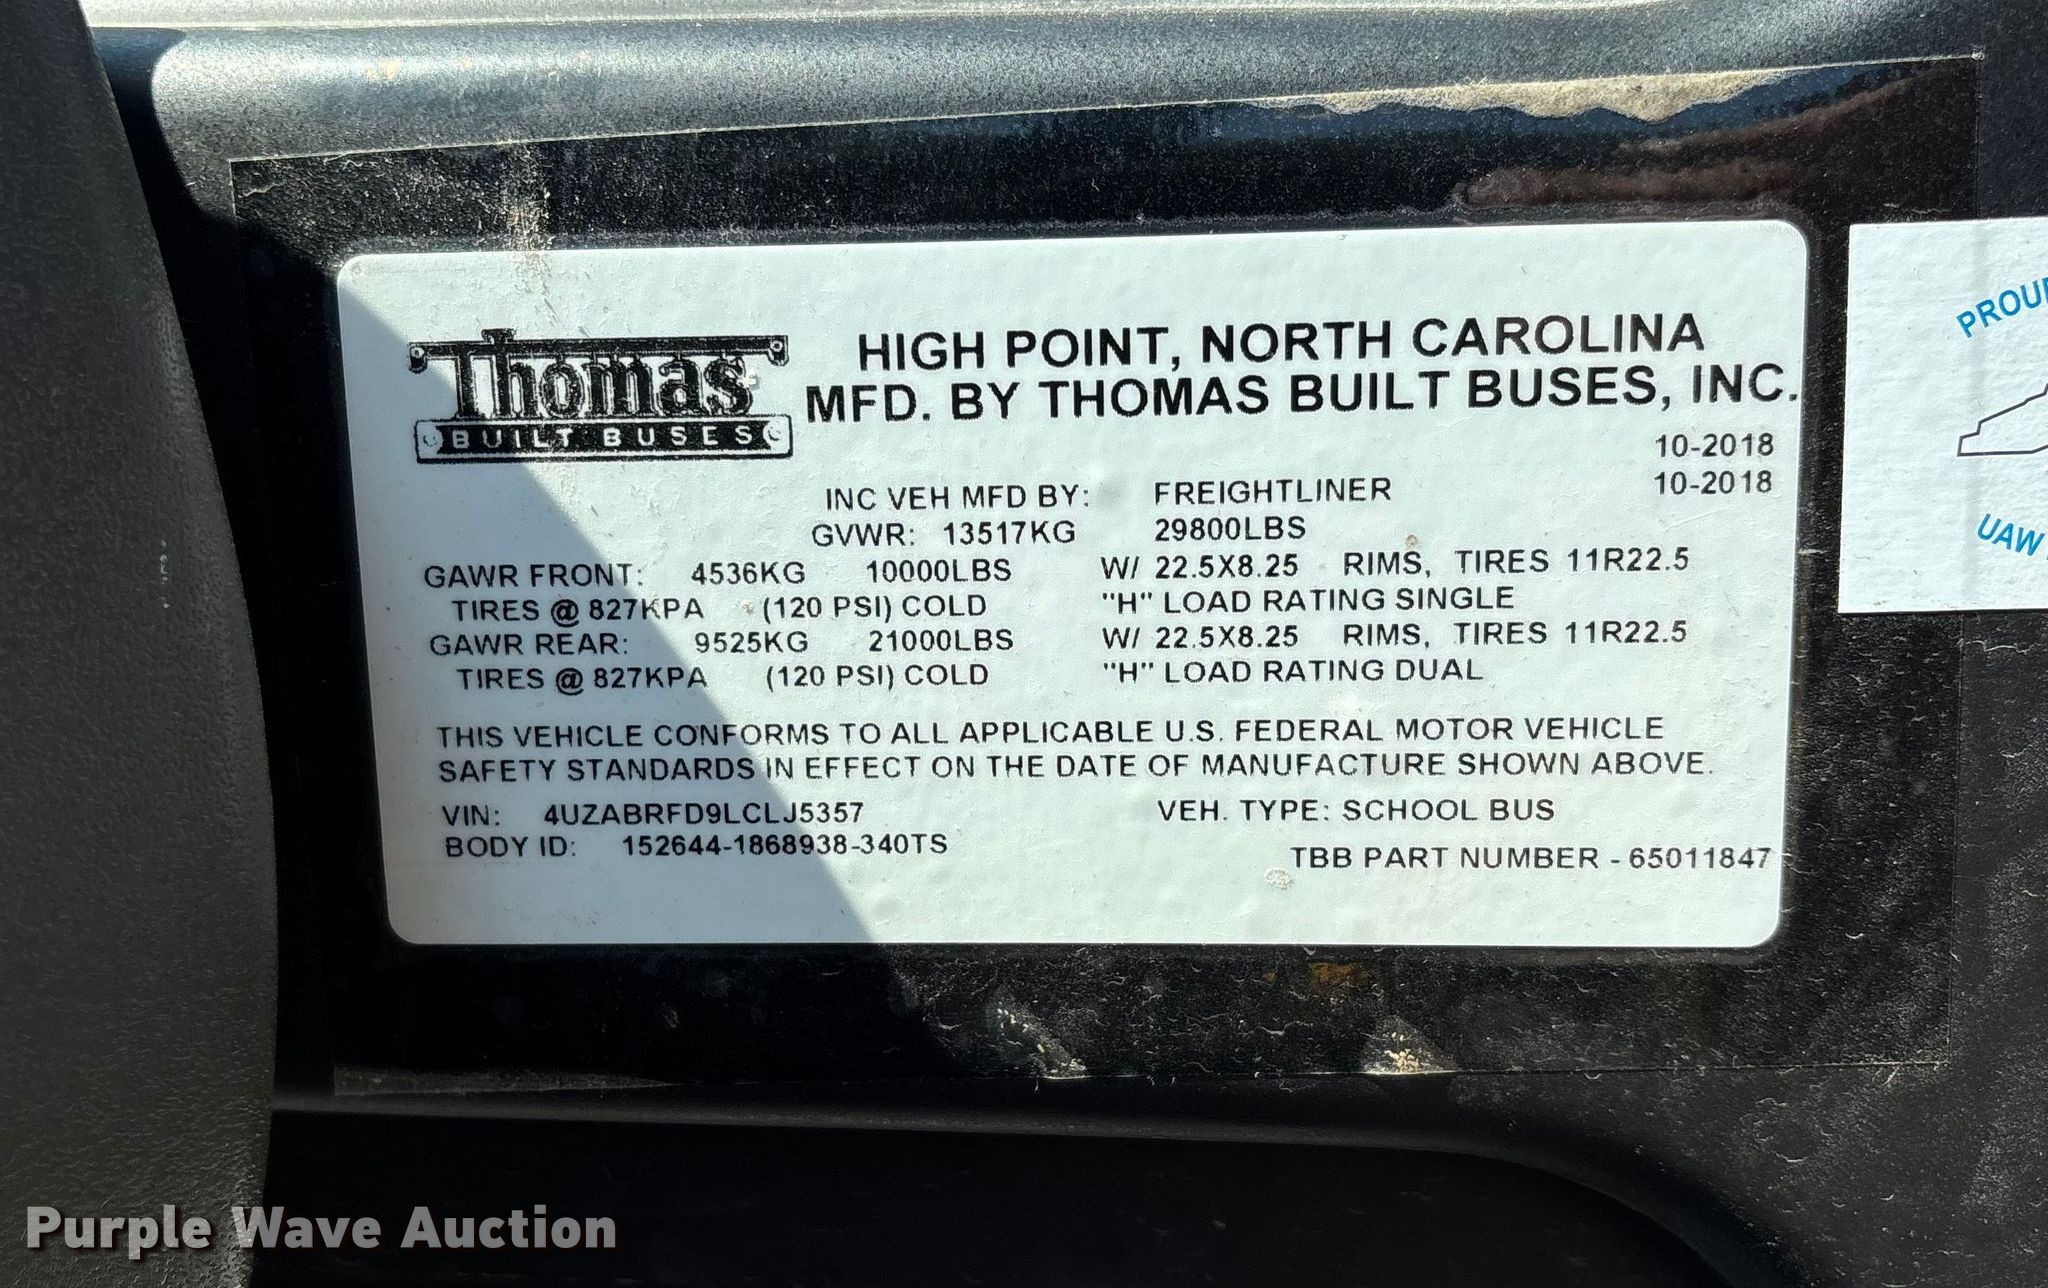 Thomas
BUILT BUSES
HIGH POINT, NORTH CAROLINA
MFD. BY THOMAS BUILT BUSES, INC.
10-2018
INC VEH MFD BY: FREIGHTLINER 10-2018
GVWR: 13517KG 29800LBS
GAWR FRONT: 4536KG 10000LBS W/ 22.5X8.25 RIMS, TIRES 11R22.5
TIRES @ 827KPA (120 PSI) COLD "H" LOAD RATING SINGLE
GAWR REAR: 9525KG 21000LBS W/ 22.5X8.25 RIMS, TIRES 11R22.5
TIRES @ 827KPA (120 PSI) COLD "H" LOAD RATING DUAL
THIS VEHICLE CONFORMS TO ALL APPLICABLE U.S. FEDERAL MOTOR VEHICLE
SAFETY STANDARDS IN EFFECT ON THE DATE OF MANUFACTURE SHOWN ABOVE.
VIN: 4UZABRFD9LCLJ5357 VEH. TYPE: SCHOOL BUS
BODY ID: 152644-1868938-340TS
TBB PART NUMBER - 65011847
UAW
Purple Wave Auction